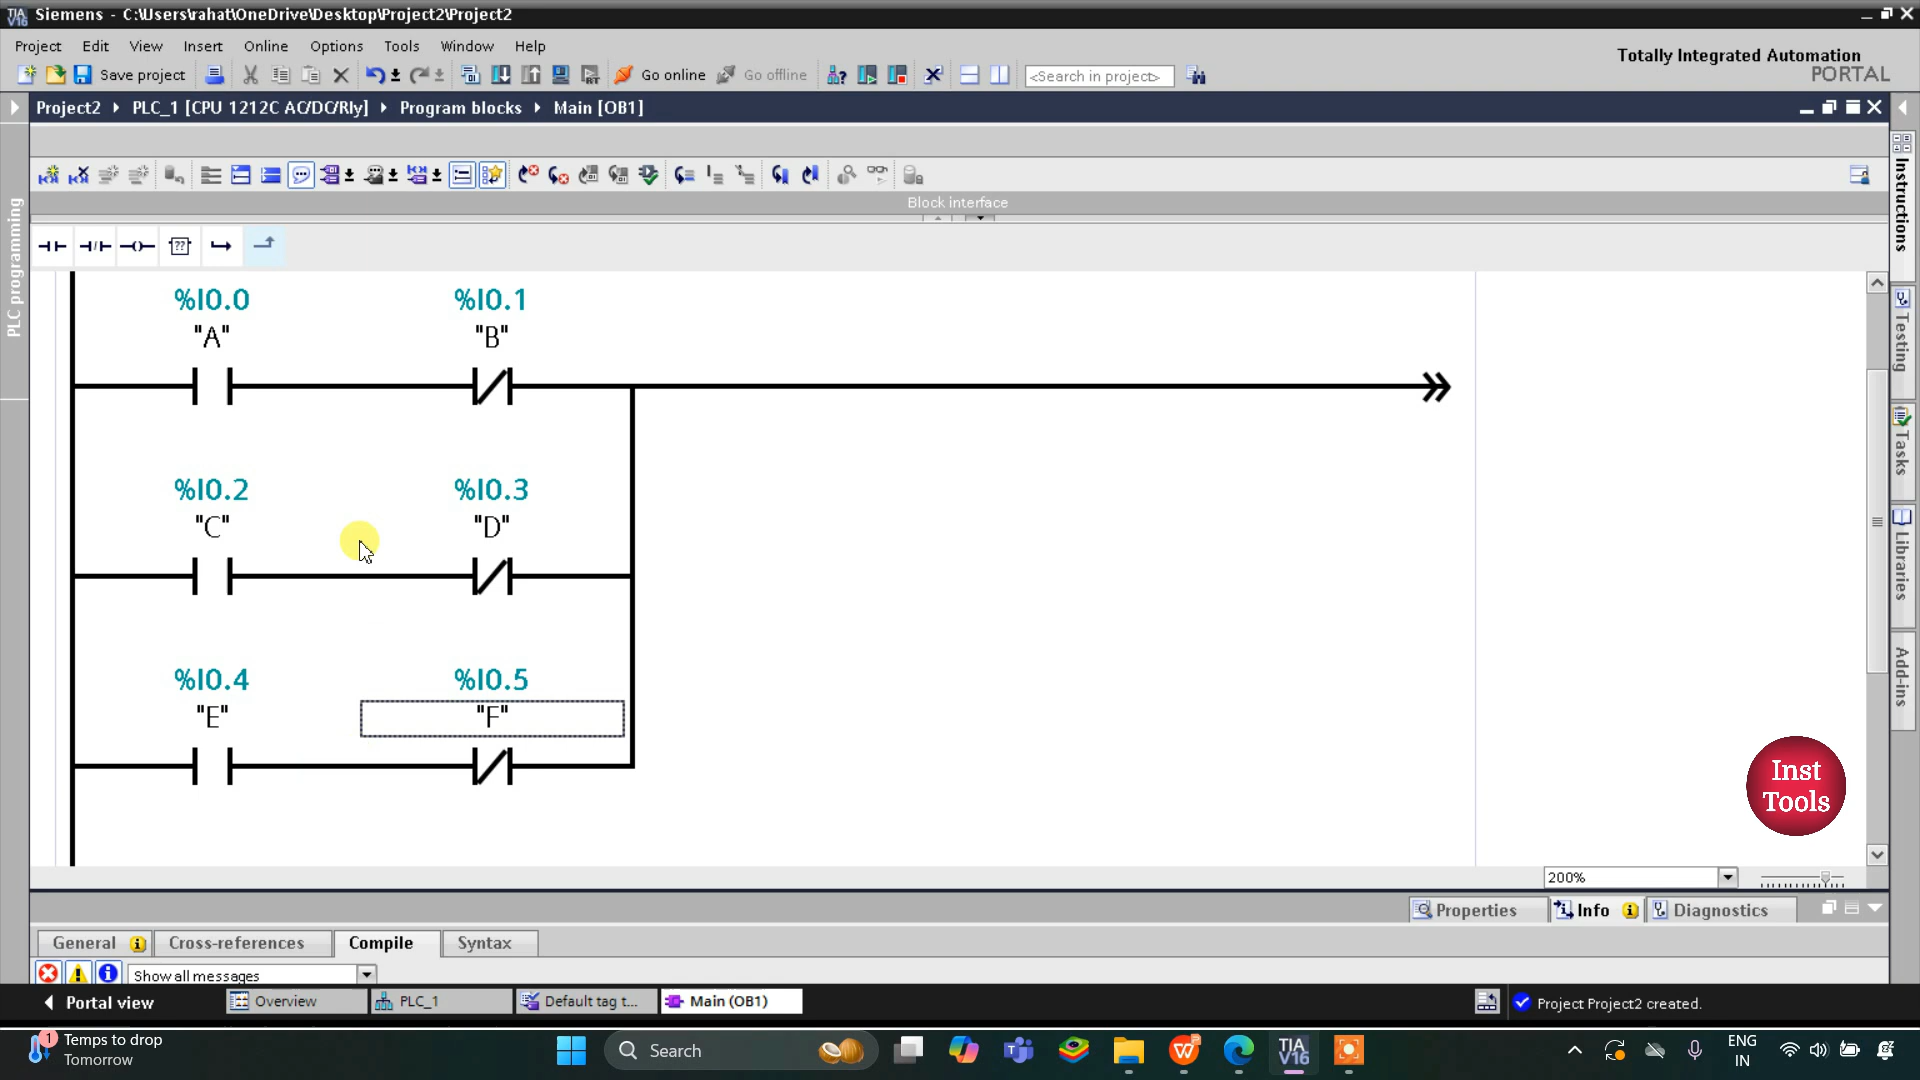 Siemens - C:\Users\rahat\OneDrive\Desktop\Project2\Project2
Project Edit View Insert Online Options Tools Window Help
Totally Integrated Automation
PORTAL
Save project
Go online
Go offline
<Search in project>
Project2 PLC_1 [CPU 1212C AC/DC/Rly] Program blocks Main [OB1]
Block interface
??
PLC programming
%I0.0 %I0.1
"A" "B"
%I0.2 %I0.3
"C" "D"
%I0.4 %I0.5
"E" "F"
Instructions
Testing
Tasks
Libraries
Add-ins
Inst
Tools
200%
Properties Info Diagnostics
General Cross-references Compile Syntax
Show all messages
Portal view Overview PLC_1 Default tag t... Main (OB1) Project Project2 created.
1 Temps to drop
Tomorrow
Search
TIA
V16
ENG
IN